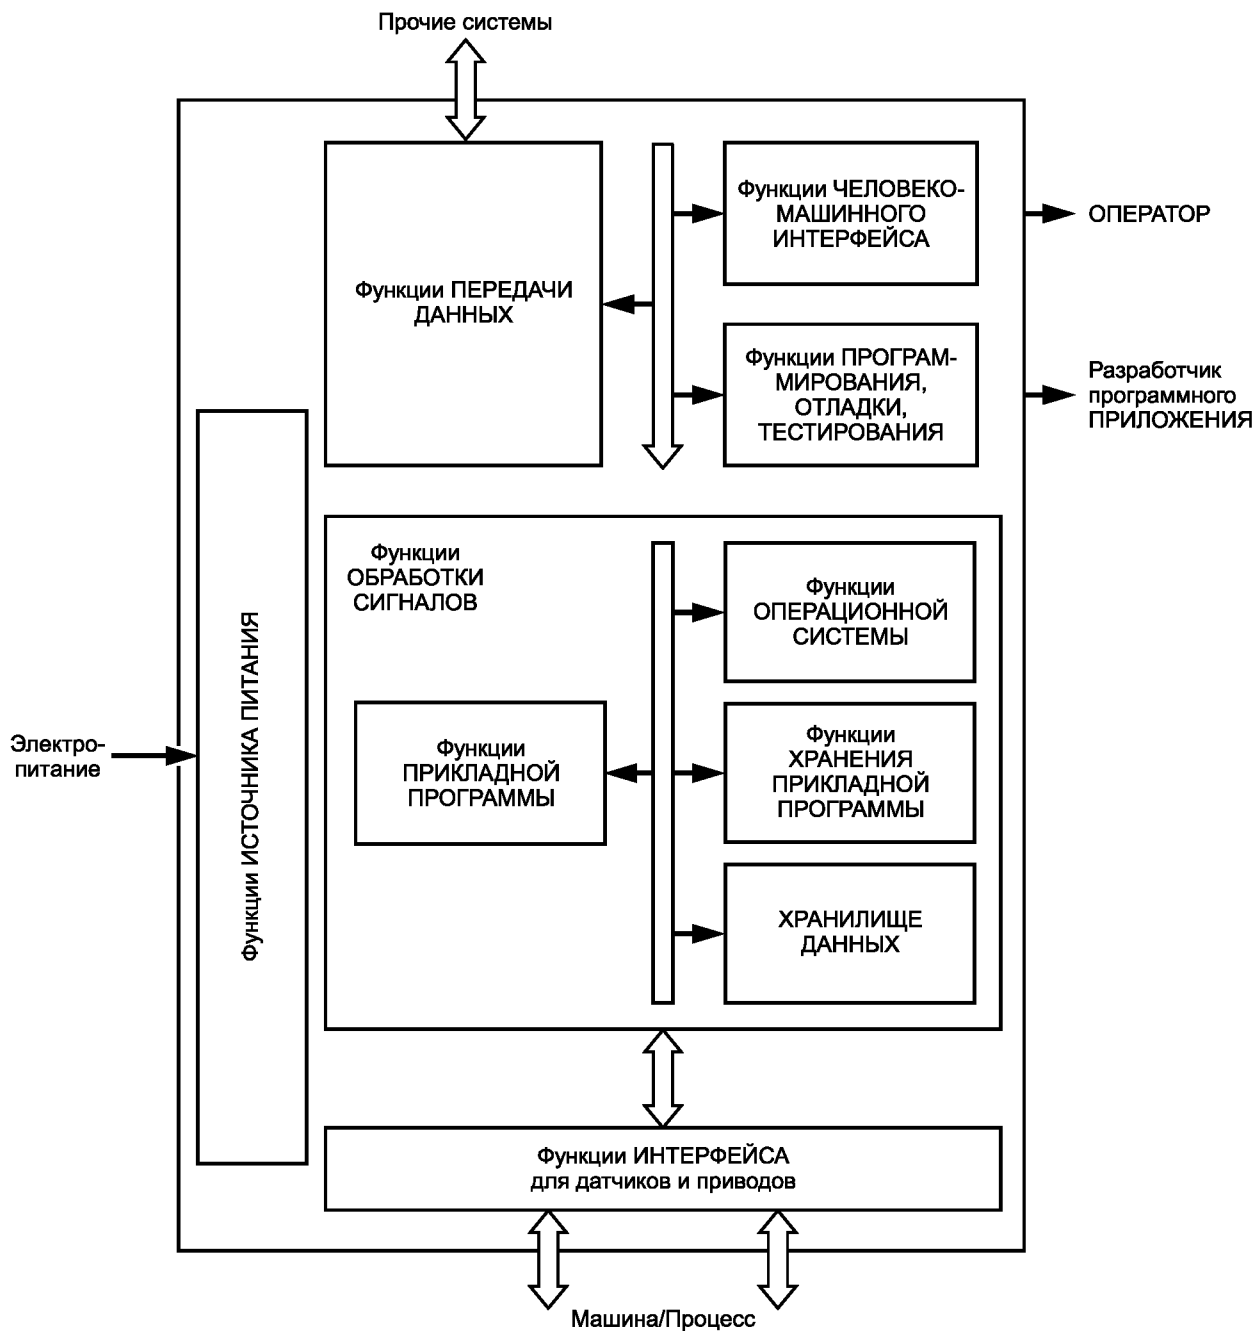 Прочие системы
Функции ПЕРЕДАЧИ
ДАННЫХ
Функции ЧЕЛОВЕКО-
МАШИННОГО
ИНТЕРФЕЙСА
ОПЕРАТОР
Функции ПРОГРАМ-
МИРОВАНИЯ,
ОТЛАДКИ,
ТЕСТИРОВАНИЯ
Разработчик
программного
ПРИЛОЖЕНИЯ
Электро-
питание
Функции ИСТОЧНИКА ПИТАНИЯ
Функции
ОБРАБОТКИ
СИГНАЛОВ
Функции
ОПЕРАЦИОННОЙ
СИСТЕМЫ
Функции
ПРИКЛАДНОЙ
ПРОГРАММЫ
Функции
ХРАНЕНИЯ
ПРИКЛАДНОЙ
ПРОГРАММЫ
ХРАНИЛИЩЕ
ДАННЫХ
Функции ИНТЕРФЕЙСА
для датчиков и приводов
Машина/Процесс